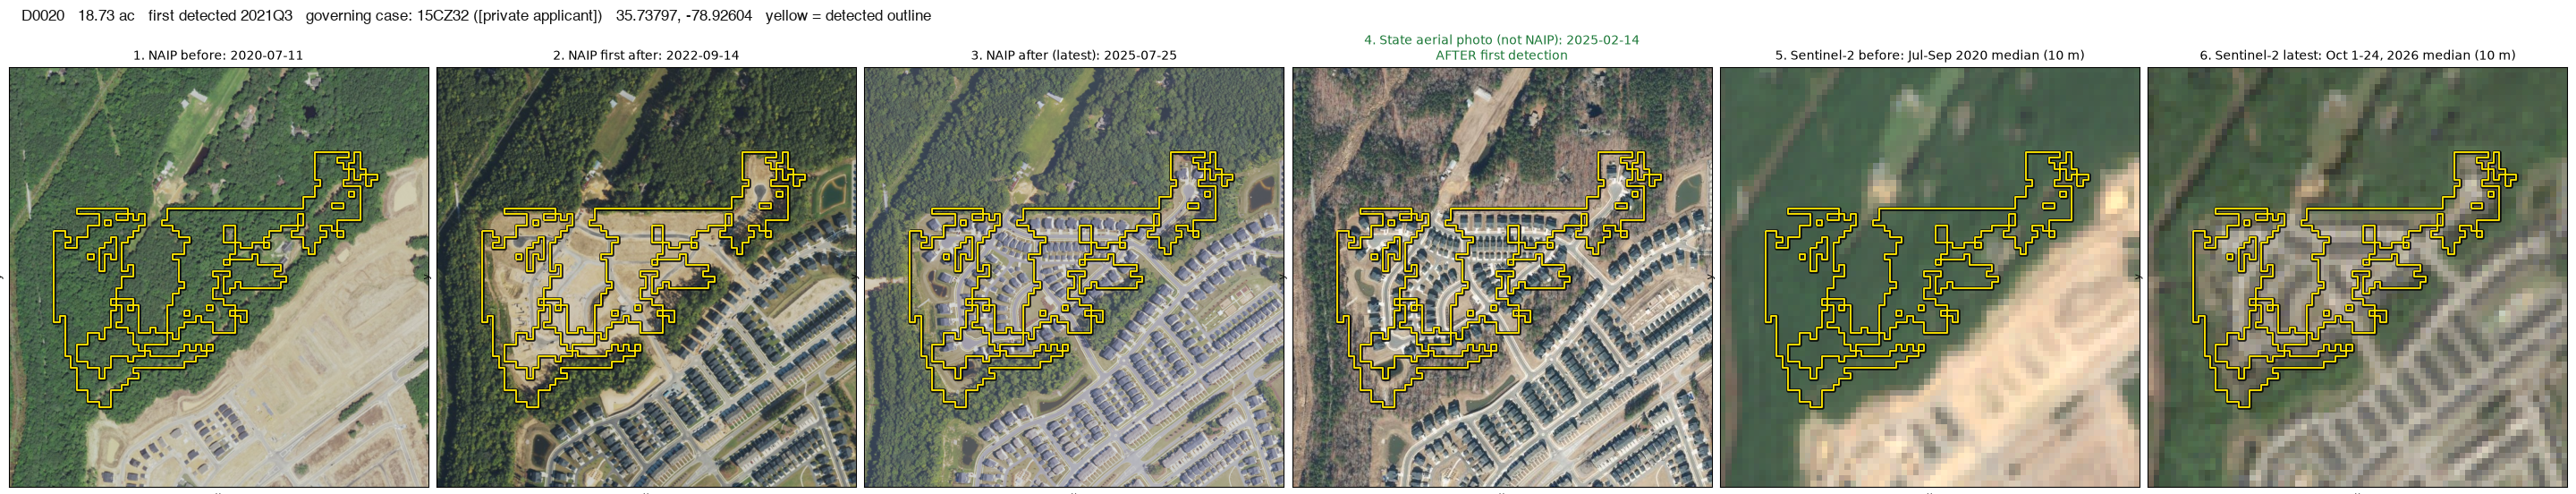 D0020   18.73 ac   first detected 2021Q3   governing case: 15CZ32 ([private applicant])   35.73797, -78.92604   yellow = detected outline
1. NAIP before: 2020-07-11
2. NAIP first after: 2022-09-14
3. NAIP after (latest): 2025-07-25
4. State aerial photo (not NAIP): 2025-02-14
AFTER first detection
5. Sentinel-2 before: Jul-Sep 2020 median (10 m)
6. Sentinel-2 latest: Oct 1-24, 2026 median (10 m)